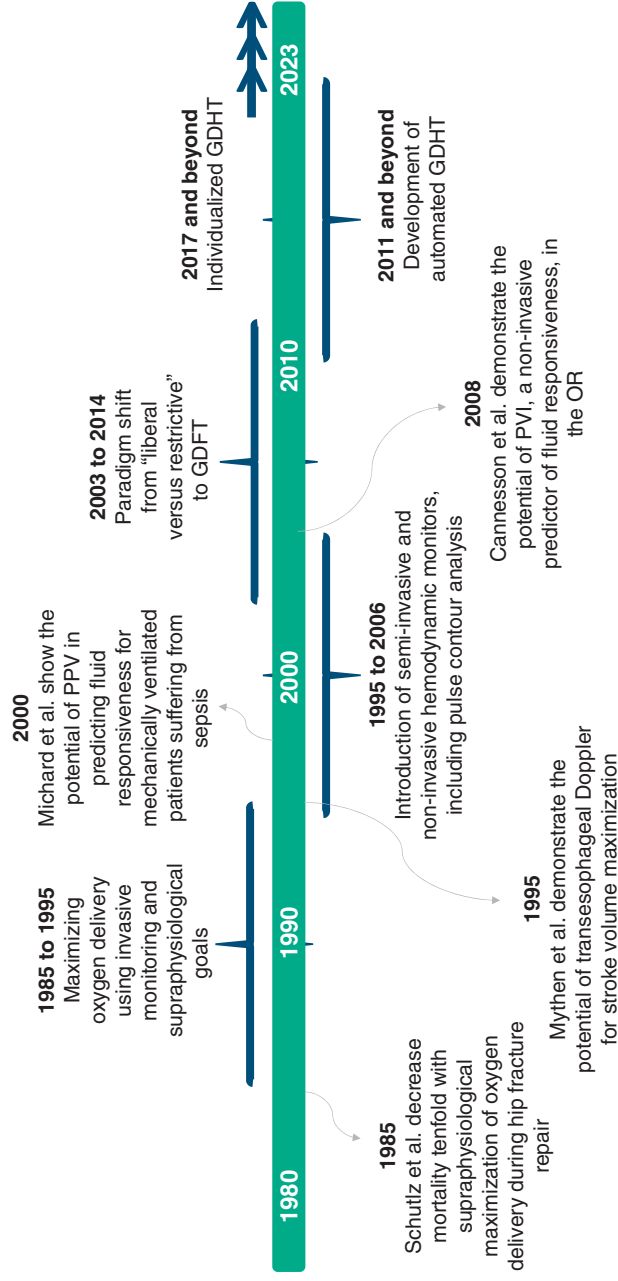 1985 to 1995
Maximizing
oxygen delivery
using invasive
monitoring and
supraphysiological
goals
2000
Michard et al. show the
potential of PPV in
predicting fluid
responsiveness for
mechanically ventilated
patients suffering from
sepsis
2003 to 2014
Paradigm shift
from “liberal
versus restrictive”
to GDFT
2017 and beyond
Individualized GDHT
1980
1990
2000
2010
2023
1985
Schutlz et al. decrease
mortality tenfold with
supraphysiological
maximization of oxygen
delivery during hip fracture
repair
1995
Mythen et al. demonstrate the
potential of transesophageal Doppler
for stroke volume maximization
1995 to 2006
Introduction of semi-invasive and
non-invasive hemodynamic monitors,
including pulse contour analysis
2008
Cannesson et al. demonstrate the
potential of PVI, a non-invasive
predictor of fluid responsiveness, in
the OR
2011 and beyond
Development of
automated GDHT